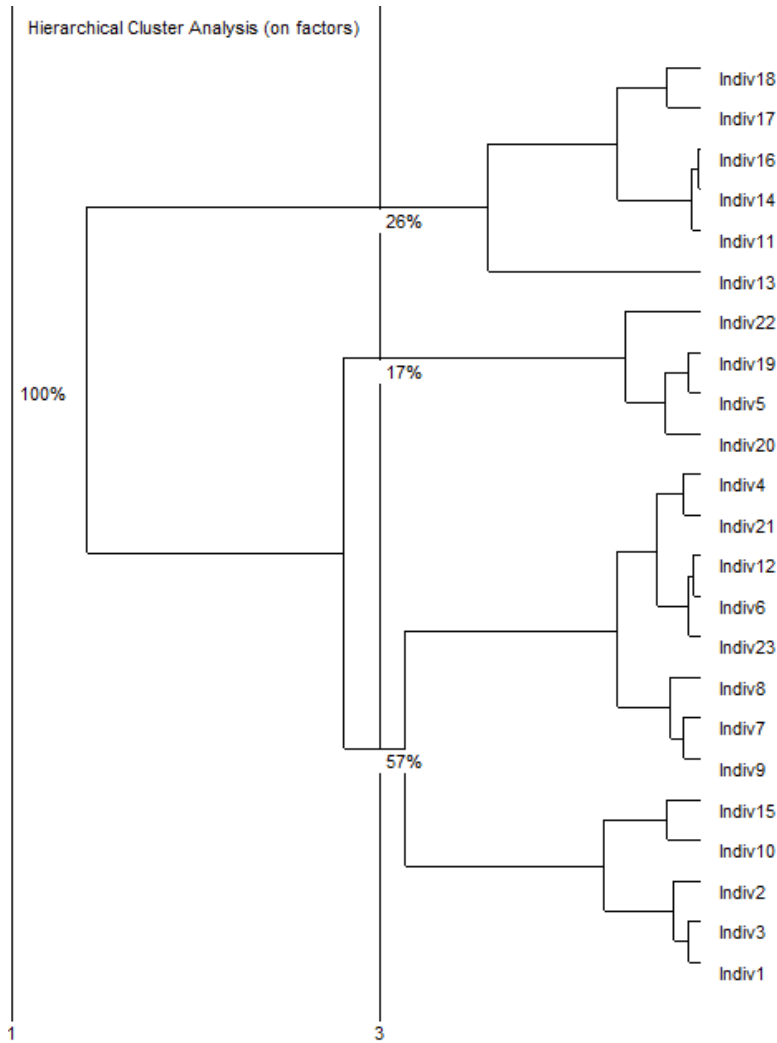 Hierarchical Cluster Analysis (on factors)
Indiv18
Indiv17
Indiv16
Indiv14
26%
Indiv11
Indiv13
Indiv22
Indiv19
17%
100%
Indiv5
Indiv20
Indiv4
Indiv21
Indiv12
Indiv6
Indiv23
Indiv8
Indiv7
57%
Indiv9
Indiv15
Indiv10
Indiv2
Indiv3
Indiv1
1
3